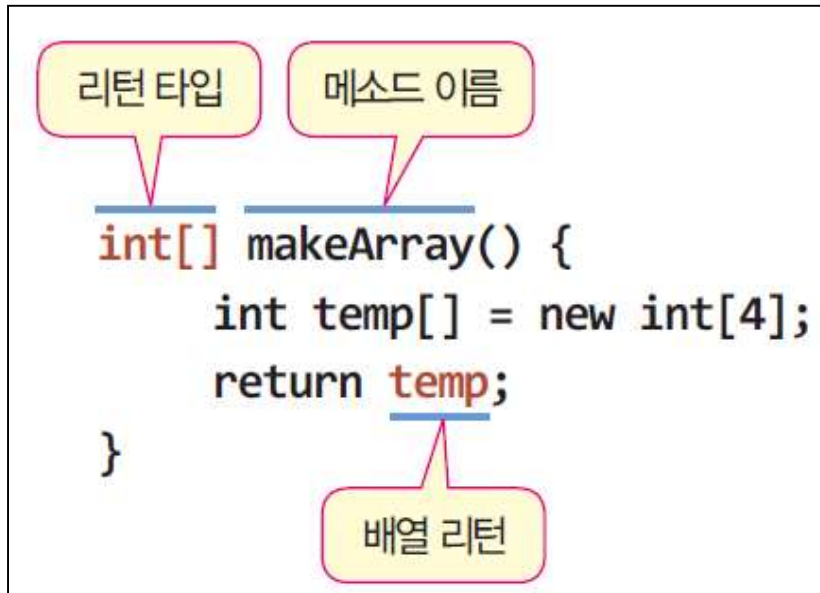 리턴 타입 메소드 이름
int[] makeArray() {
int temp[] = new int[4];
return temp;
}
배열 리턴